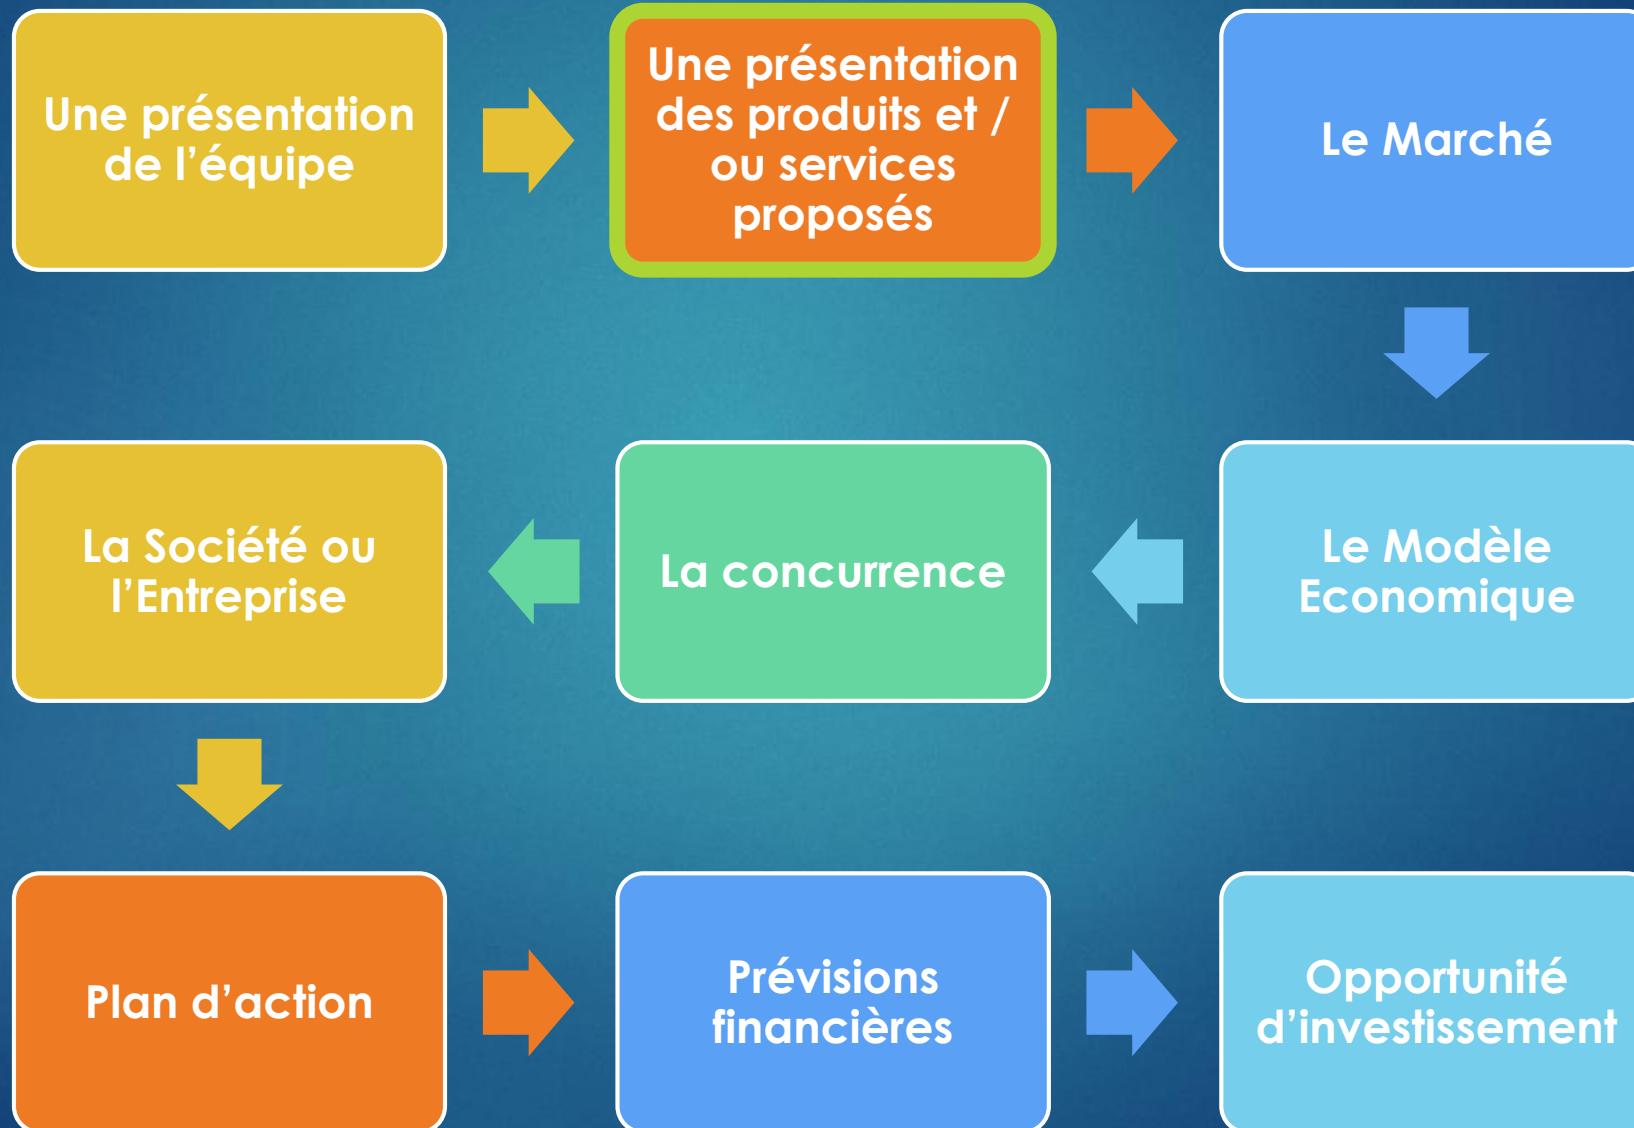 Une présentation
de l’équipe
Une présentation
des produits et /
ou services
proposés
Le Marché
Le Modèle
Economique
La concurrence
La Société ou
l’Entreprise
Plan d’action
Prévisions
financières
Opportunité
d’investissement